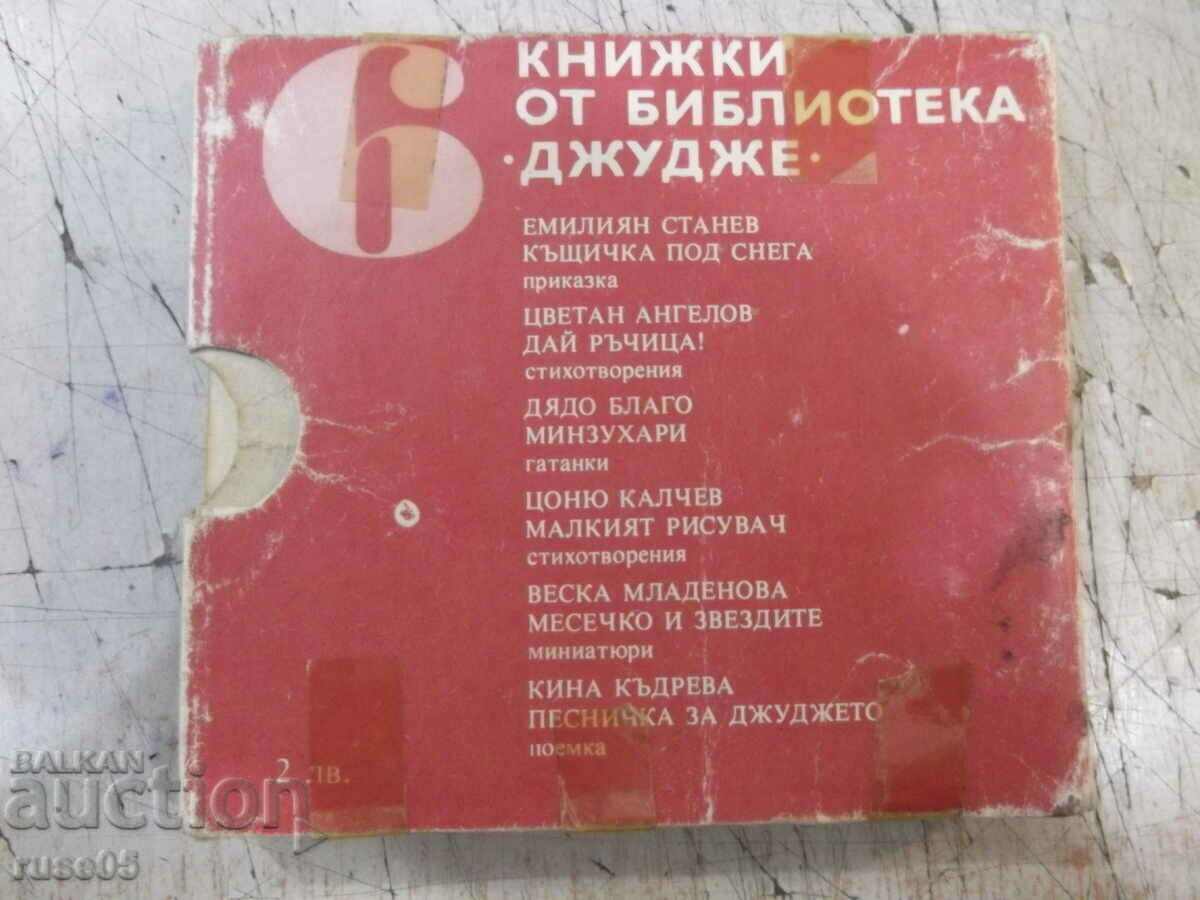 6
КНИЖКИ
ОТ БИБЛИОТЕКА
·ДЖУДЖЕ·
ЕМИЛИЯН СТАНЕВ
КЪЩИЧКА ПОД СНЕГА
приказка
ЦВЕТАН АНГЕЛОВ
ДАЙ РЪЧИЦА!
стихотворения
ДЯДО БЛАГО
МИНЗУХАРИ
гатанки
ЦОНЮ КАЛЧЕВ
МАЛКИЯТ РИСУВАЧ
стихотворения
ВЕСКА МЛАДЕНОВА
МЕСЕЧКО И ЗВЕЗДИТЕ
миниатюри
КИНА КЪДРЕВА
ПЕСНИЧКА ЗА ДЖУДЖЕТО
поемка
2 лв.
BALKAN
auction
ruse05